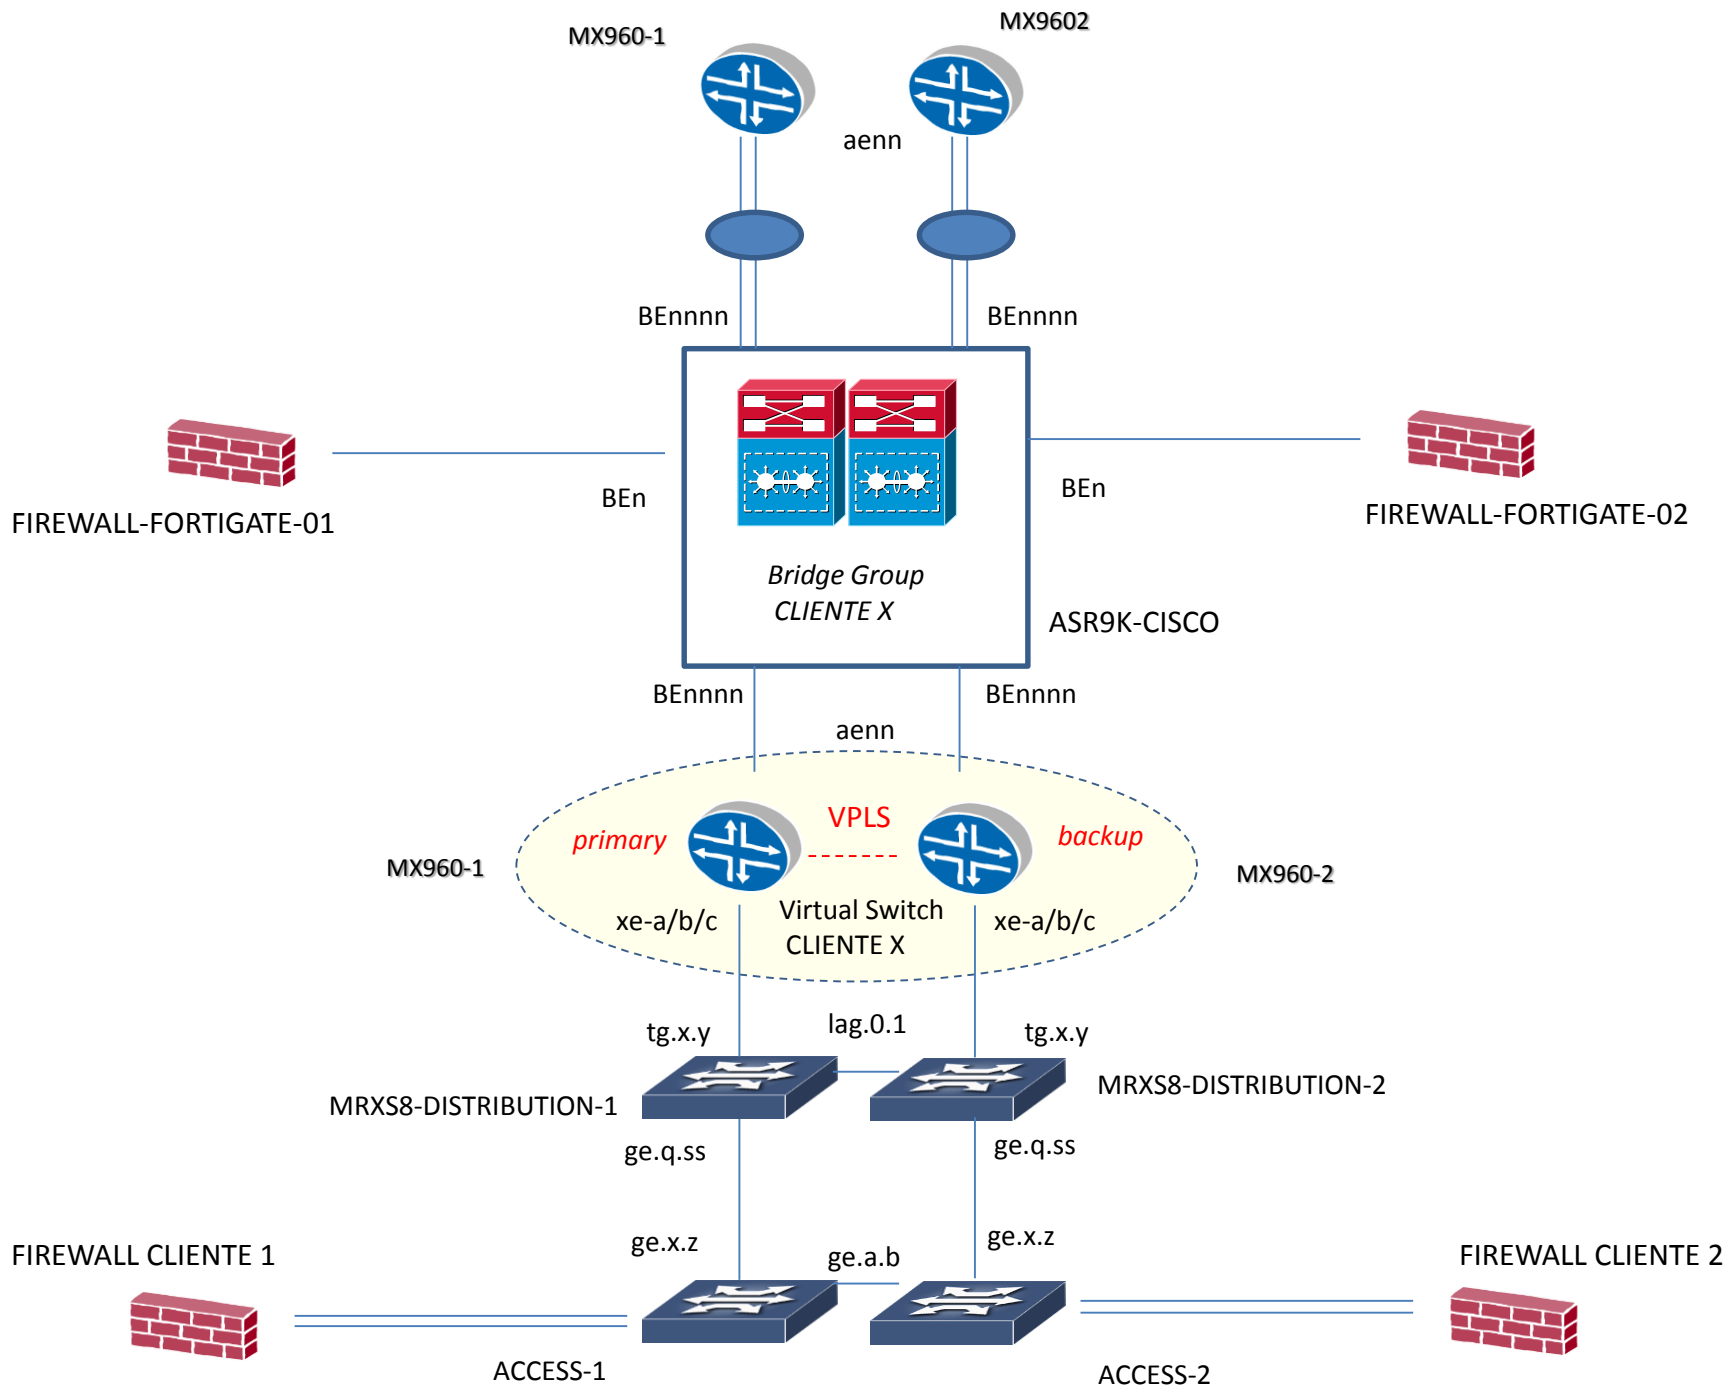 MX960-1
MX9602
aenn
BEnnnn
BEnnnn
BEn
BEn
FIREWALL-FORTIGATE-01
FIREWALL-FORTIGATE-02
Bridge Group
CLIENTE X
ASR9K-CISCO
BEnnnn
BEnnnn
aenn
VPLS
primary
backup
MX960-1
MX960-2
xe-a/b/c
Virtual Switch
CLIENTE X
xe-a/b/c
lag.0.1
tg.x.y
tg.x.y
MRXS8-DISTRIBUTION-1
MRXS8-DISTRIBUTION-2
ge.q.ss
ge.q.ss
ge.x.z
ge.a.b
ge.x.z
FIREWALL CLIENTE 1
FIREWALL CLIENTE 2
ACCESS-1
ACCESS-2